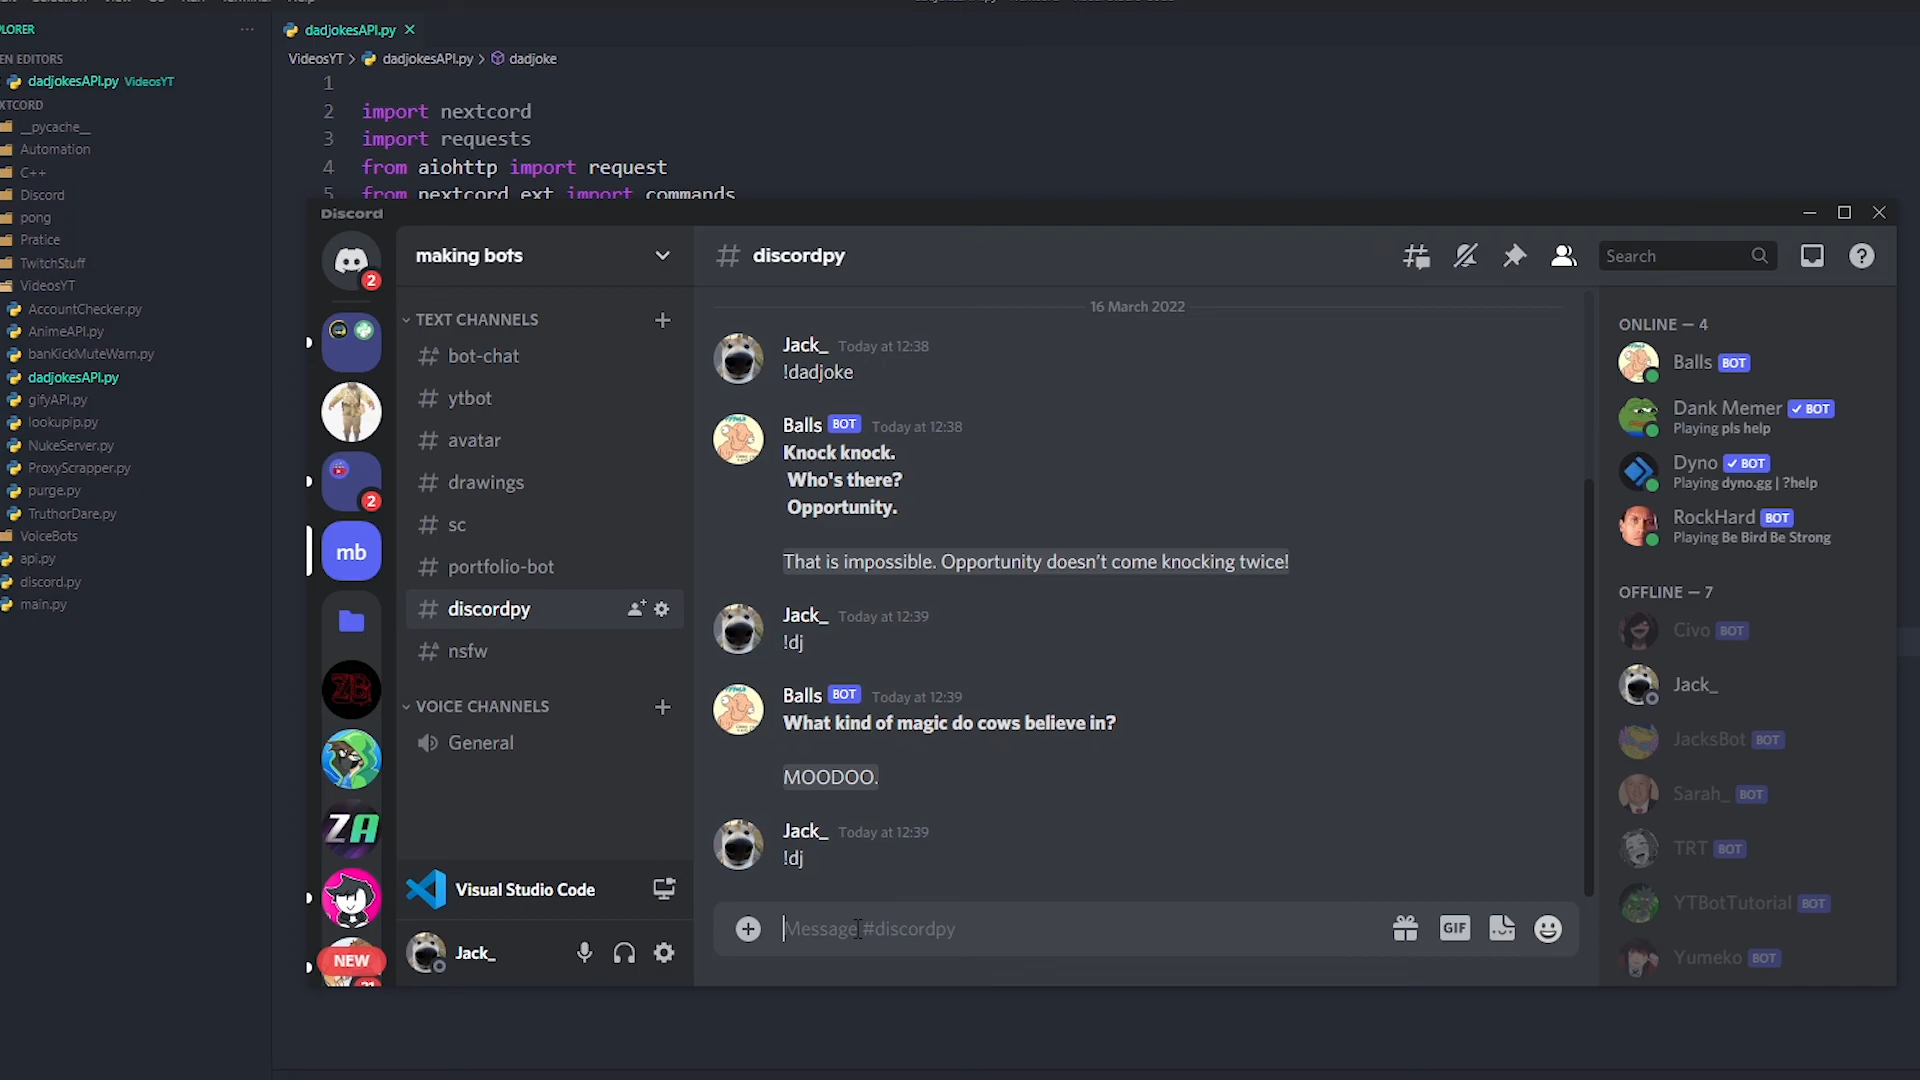 PLORER
EN EDITORS
dadjokesAPI.py VideosYT
XTCORD
__pycache__
Automation
C++
Discord
pong
Pratice
TwitchStuff
VideosYT
AccountChecker.py
AnimeAPI.py
banKickMuteWarn.py
dadjokesAPI.py
gifyAPI.py
lookupip.py
NukeServer.py
ProxyScrapper.py
purge.py
TruthorDare.py
VoiceBots
api.py
discord.py
main.py
dadjokesAPI.py
VideosYT > dadjokesAPI.py > dadjoke
1
2 import nextcord
3 import requests
4 from aiohttp import request
5 from nextcord.ext import commands
Discord
2
2
mb
ZB
ZA
NEW
making bots
TEXT CHANNELS
bot-chat
ytbot
avatar
drawings
sc
portfolio-bot
discordpy
nsfw
VOICE CHANNELS
General
Visual Studio Code
Jack_
discordpy
Search
16 March 2022
Jack_ Today at 12:38
!dadjoke
Balls BOT Today at 12:38
Knock knock.
Who's there?
Opportunity.
That is impossible. Opportunity doesn’t come knocking twice!
Jack_ Today at 12:39
!dj
Balls BOT Today at 12:39
What kind of magic do cows believe in?
MOODOO.
Jack_ Today at 12:39
!dj
Message #discordpy
GIF
ONLINE — 4
Balls BOT
Dank Memer BOT
Playing pls help
Dyno BOT
Playing dyno.gg | ?help
RockHard BOT
Playing Be Bird Be Strong
OFFLINE — 7
Civo BOT
Jack_
JacksBot BOT
Sarah_ BOT
TRT BOT
YTBotTutorial BOT
Yumeko BOT